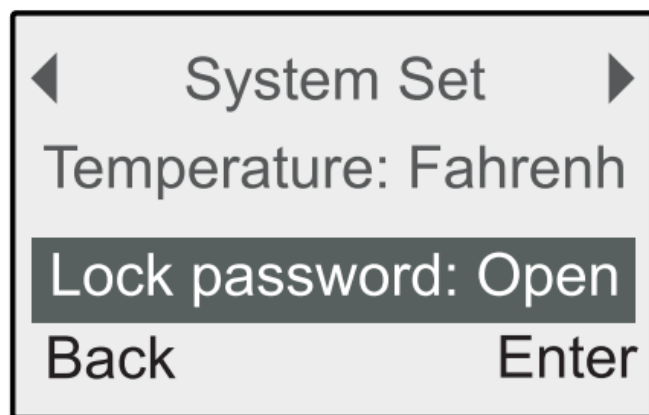 System Set
Temperature: Fahrenh
Lock password: Open
Back Enter